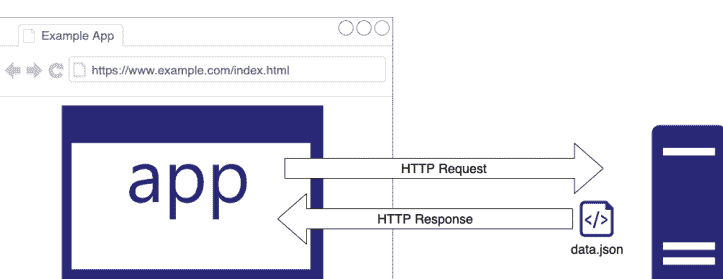 Example App
https://www.example.com/index.html
app
HTTP Request
HTTP Response
</>
data.json